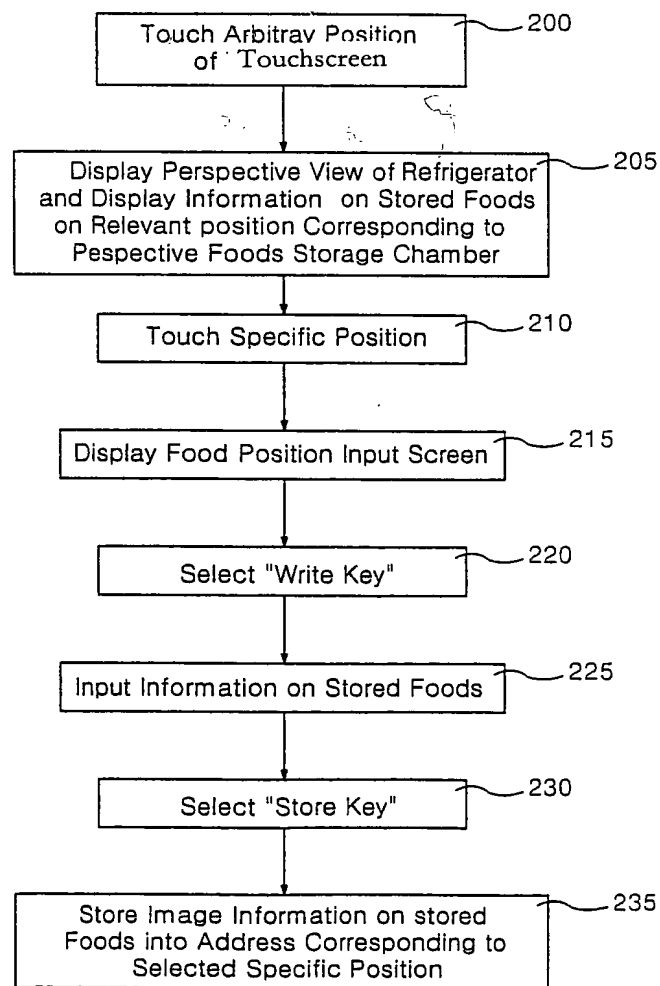 Touch Arbitrav Position
of Touchscreen
200
Display Perspective View of Refrigerator
and Display Information on Stored Foods
on Relevant position Corresponding to
Pespective Foods Storage Chamber
205
Touch Specific Position
210
Display Food Position Input Screen
215
Select "Write Key"
220
Input Information on Stored Foods
225
Select "Store Key"
230
Store Image Information on stored
Foods into Address Corresponding to
Selected Specific Position
235